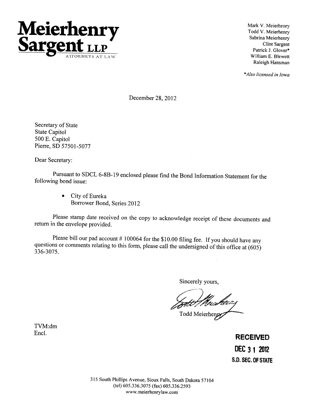 Meierhenry
Sargent LLP
ATTORNEYS AT LAW
Mark V. Meierhenry
Todd V. Meierhenry
Sabrina Meierhenry
Clint Sargent
Patrick J. Glover*
William E. Blewett
Raleigh Hansman
*Also licensed in Iowa
December 28, 2012
Secretary of State
State Capitol
500 E. Capitol
Pierre, SD 57501-5077
Dear Secretary:
Pursuant to SDCL 6-8B-19 enclosed please find the Bond Information Statement for the
following bond issue:
• City of Eureka
Borrower Bond, Series 2012
Please stamp date received on the copy to acknowledge receipt of these documents and
return in the envelope provided.
Please bill our pad account # 100064 for the $10.00 filing fee. If you should have any
questions or comments relating to this form, please call the undersigned of this office at (605)
336-3075.
Sincerely yours,
Todd Meierhenry
TVM:dm
Encl.
RECEIVED
DEC 31 2012
S.D. SEC. OF STATE
315 South Phillips Avenue, Sioux Falls, South Dakota 57104
(tel) 605.336.3075 (fax) 605.336.2593
www.meierhenrylaw.com